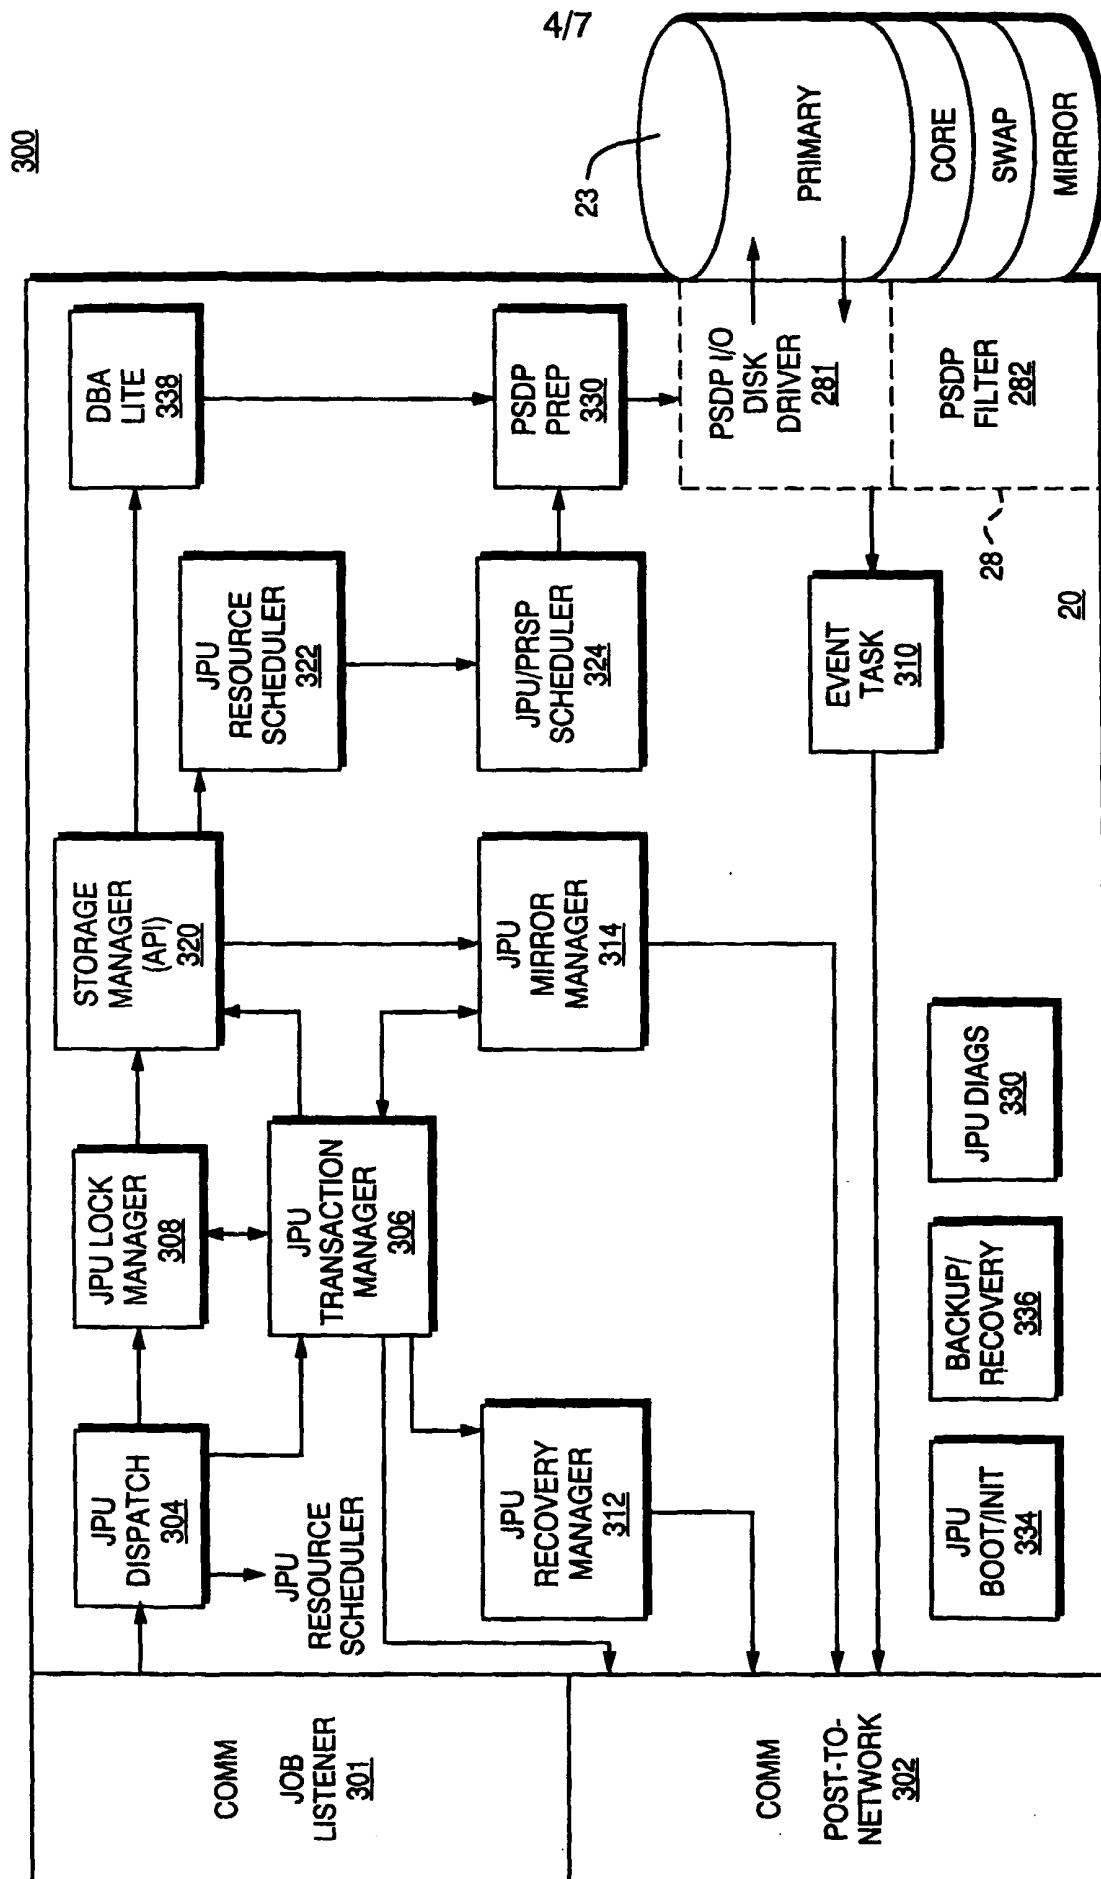 4/7
300
COMM
JOB
LISTENER
301
COMM
POST-TO-
NETWORK
302
JPU
DISPATCH
304
JPU
RESOURCE
SCHEDULER
JPU LOCK
MANAGER
308
JPU
TRANSACTION
MANAGER
306
JPU
RECOVERY
MANAGER
312
STORAGE
MANAGER
(API)
320
JPU
MIRROR
MANAGER
314
DBA
LITE
338
JPU
RESOURCE
SCHEDULER
322
JPU/PRSP
SCHEDULER
324
PSDP
PREP
330
PSDP I/O
DISK
DRIVER
281
PSDP
FILTER
282
28
20
EVENT
TASK
310
JPU
BOOT/INIT
334
BACKUP/
RECOVERY
336
JPU DIAGS
330
23
PRIMARY
CORE
SWAP
MIRROR